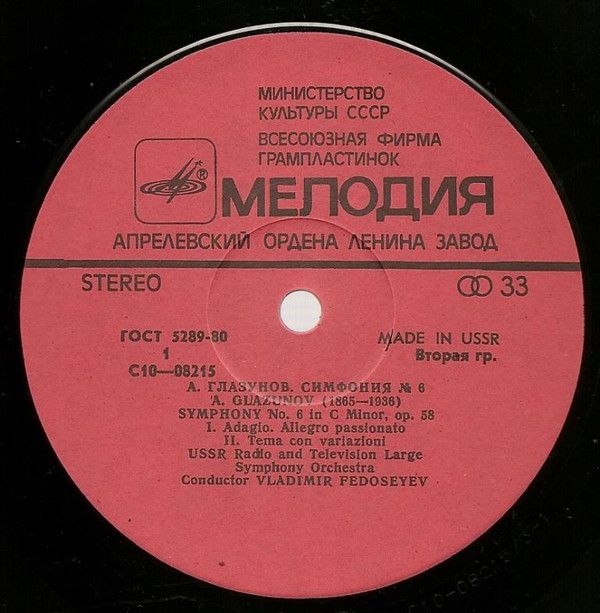 МИНИСТЕРСТВО
КУЛЬТУРЫ СССР
ВСЕСОЮЗНАЯ ФИРМА
ГРАМПЛАСТИНОК
®
МЕЛОДИЯ
АПРЕЛЕВСКИЙ ОРДЕНА ЛЕНИНА ЗАВОД
STEREO
33
ГОСТ 5289-80
MADE IN USSR
1
Вторая гр.
С10—08215
А. ГЛАЗУНОВ. СИМФОНИЯ № 6
A. GLAZUNOV (1865—1936)
SYMPHONY No. 6 in C Minor, op. 58
I. Adagio. Allegro passionato
II. Тема con variazioni
USSR Radio and Television Large
Symphony Orchestra
Conductor VLADIMIR FEDOSEYEV